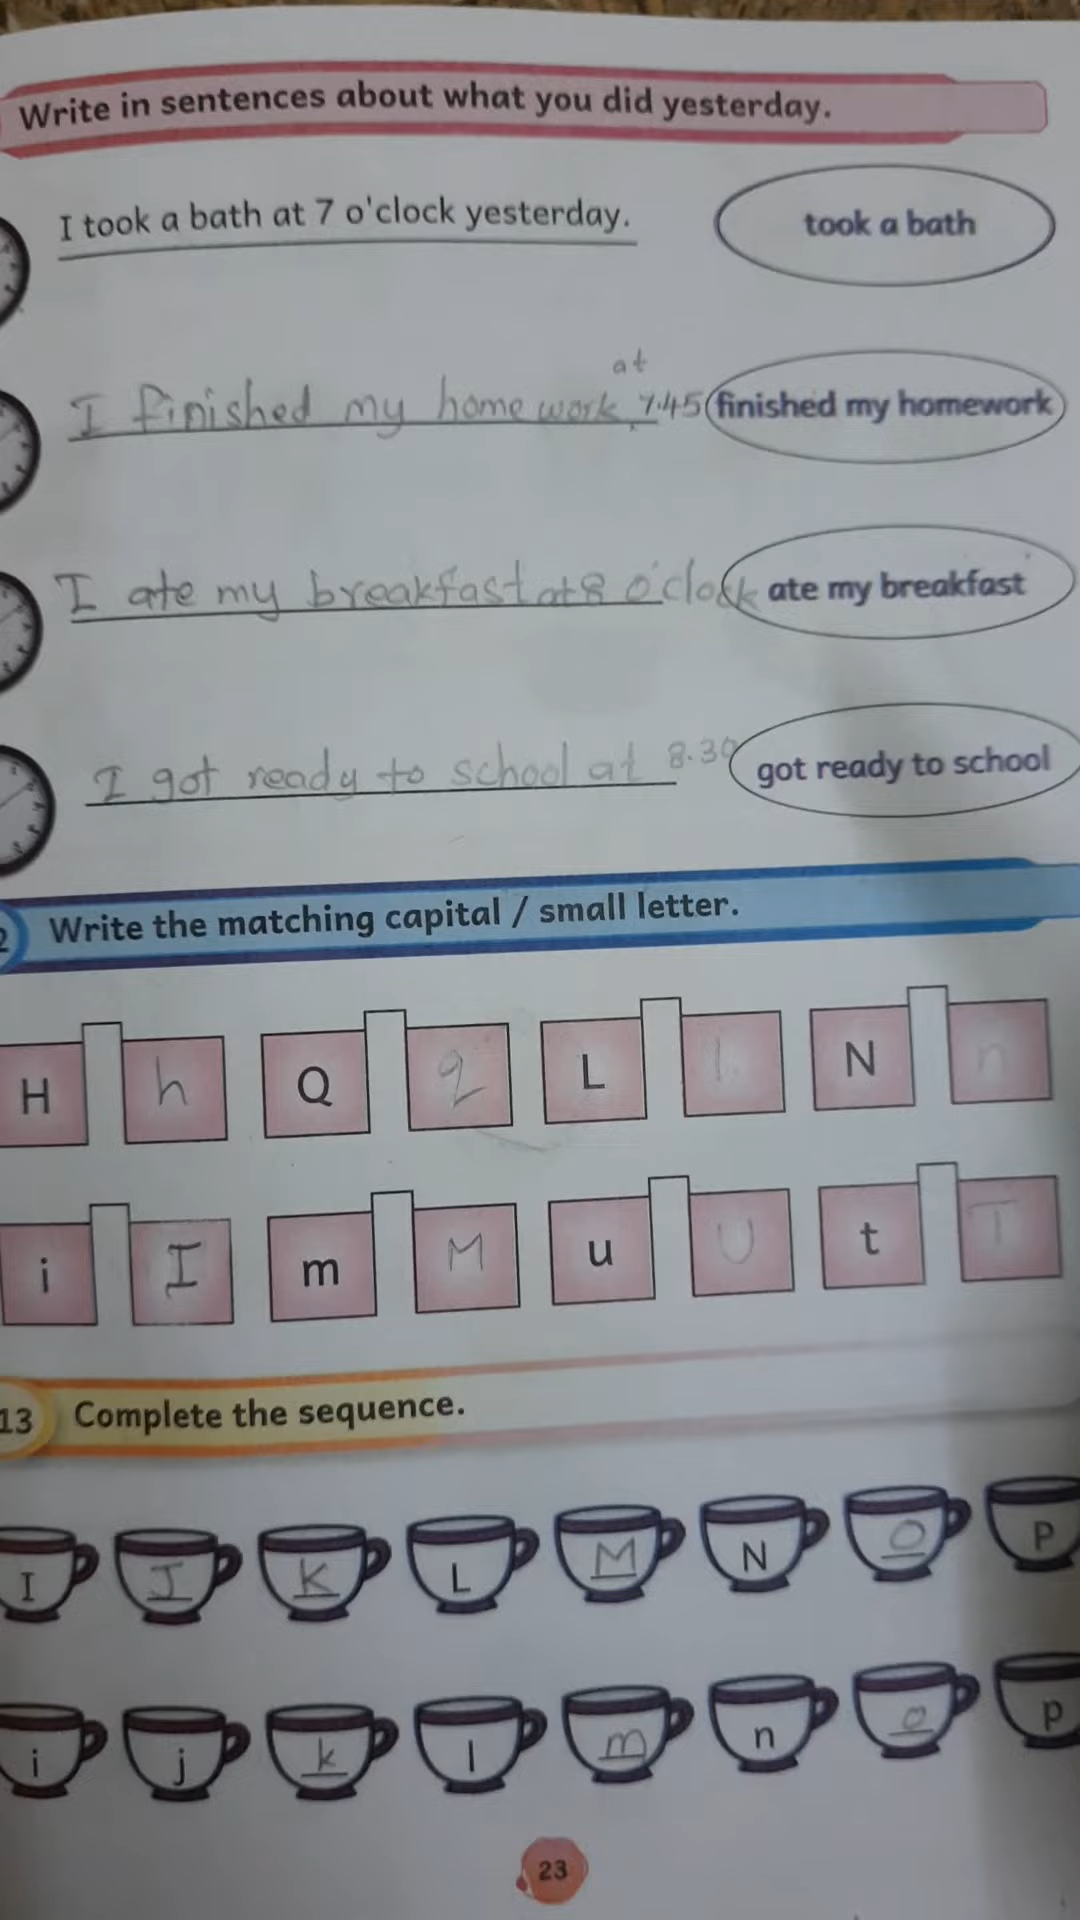 Write in sentences about what you did yesterday.
I took a bath at 7 o'clock yesterday.
took a bath
at
I finished my home work 7.45
finished my homework
I ate my breakfast at 8 o'clock
ate my breakfast
I got ready to school at 8.30
got ready to school
2 Write the matching capital / small letter.
H h Q q L l N n
i I m M u U t T
13 Complete the sequence.
I J K L M N O P
i j k l m n o p
23